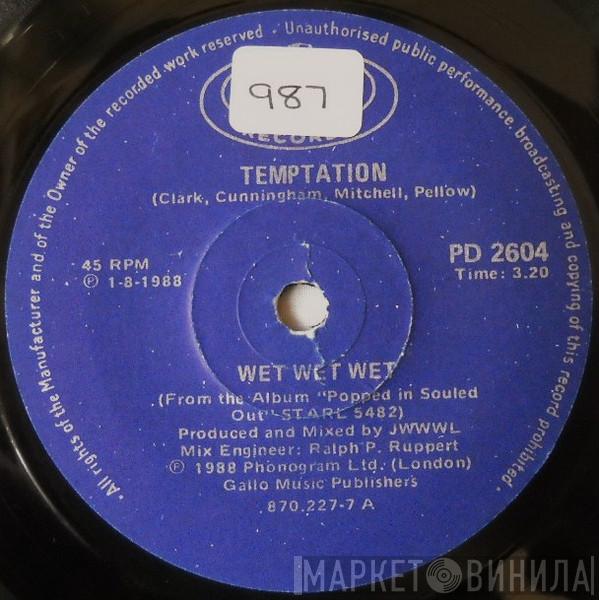 All rights of the Manufacturer and of the Owner of the recorded work reserved · Unauthorised public performance, broadcasting and copying of this record prohibited ·
987
RECORD
TEMPTATION
(Clark, Cunningham, Mitchell, Pellow)
45 RPM
℗ 1-8-1988
PD 2604
Time: 3.20
WET WET WET
(From the Album "Popped in Souled
Out" STARL 5482)
Produced and Mixed by JWWWL
Mix Engineer: Ralph P. Ruppert
℗ 1988 Phonogram Ltd. (London)
Gallo Music Publishers
870.227-7 A
МАРКЕТ ВИНИЛА